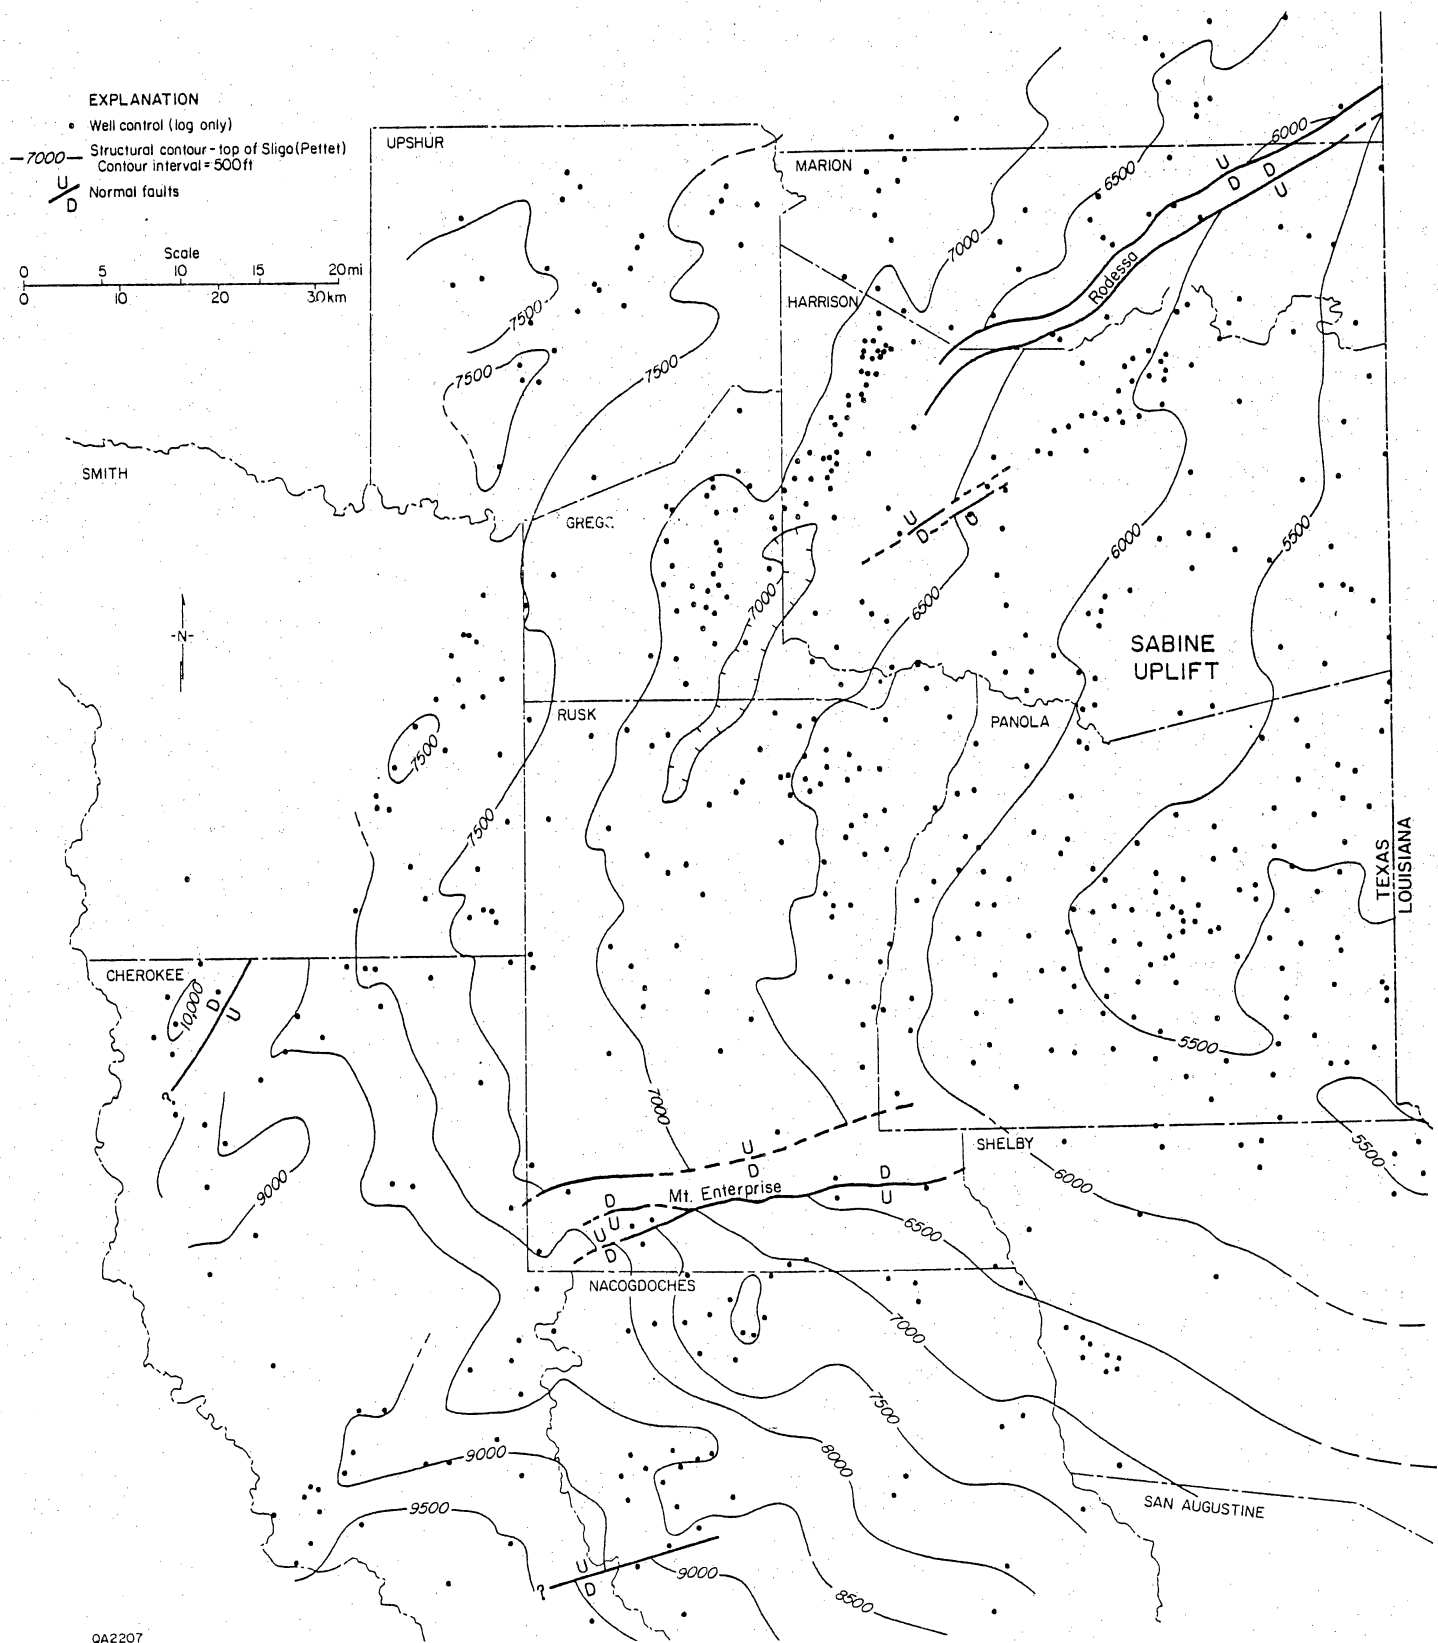 EXPLANATION
Well control (log only)
—7000— Structural contour - top of Sligo (Pettet)
Contour interval = 500 ft
U
D Normal faults
Scale
0 5 10 15 20 mi
0 10 20 30 km
UPSHUR
MARION
HARRISON
SMITH
GREGG
RUSK
PANOLA
CHEROKEE
SHELBY
NACOGDOCHES
SAN AUGUSTINE
SABINE
UPLIFT
TEXAS
LOUISIANA
-N-
Rodessa
Mt. Enterprise
6000
6500
7000
7500
7500
7500
7000
6500
6000
5500
7500
7500
10,000
9000
7000
5500
5500
6000
6500
7000
7500
8000
8500
9000
9000
9500
U
D
D
U
U
D
U
D
D
U
U
D
D
U
D
U
U
D
U
D
?
?
QA2207